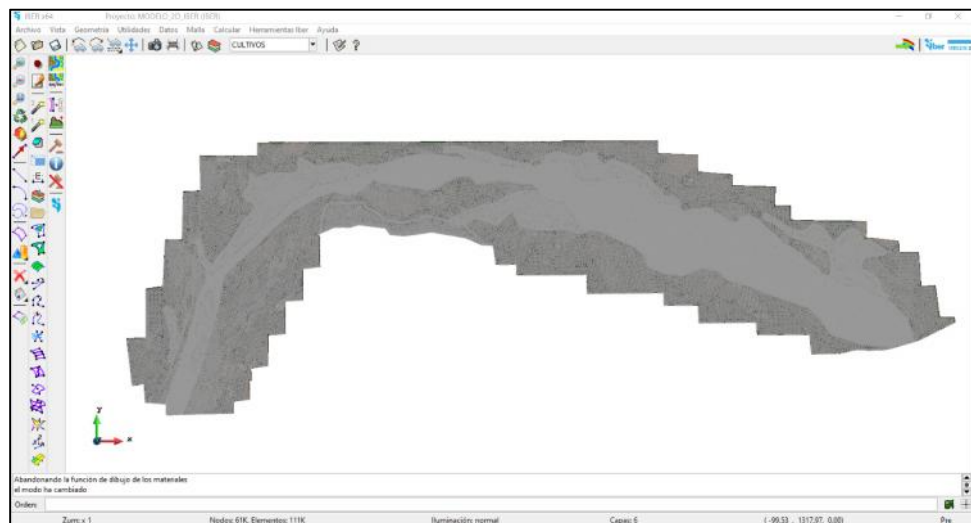 IBER x64 Proyecto: MODELO_2D_IBER (IBER)
Archivo Vista Geometría Utilidades Datos Malla Calcular Herramientas Iber Ayuda
CULTIVOS
iber
y
x
Abandonando la función de dibujo de los materiales
el modo ha cambiado
Orden:
Zum: x 1 Nodos: 61K, Elementos: 111K Iluminación: normal Capas: 6 ( -99.53 , 1317.97, 0.00) Pre